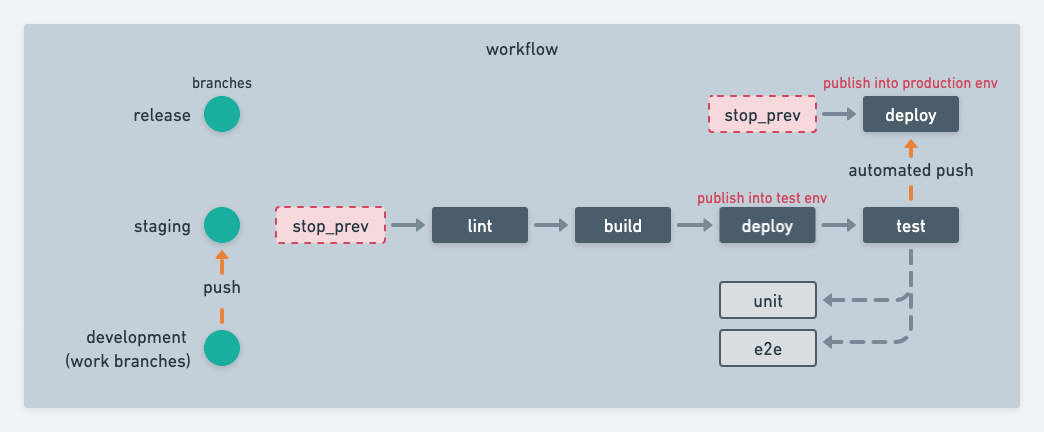 workflow
branches
publish into production env
release
stop_prev
deploy
automated push
publish into test env
staging
stop_prev
lint
build
deploy
test
push
unit
development
(work branches)
e2e